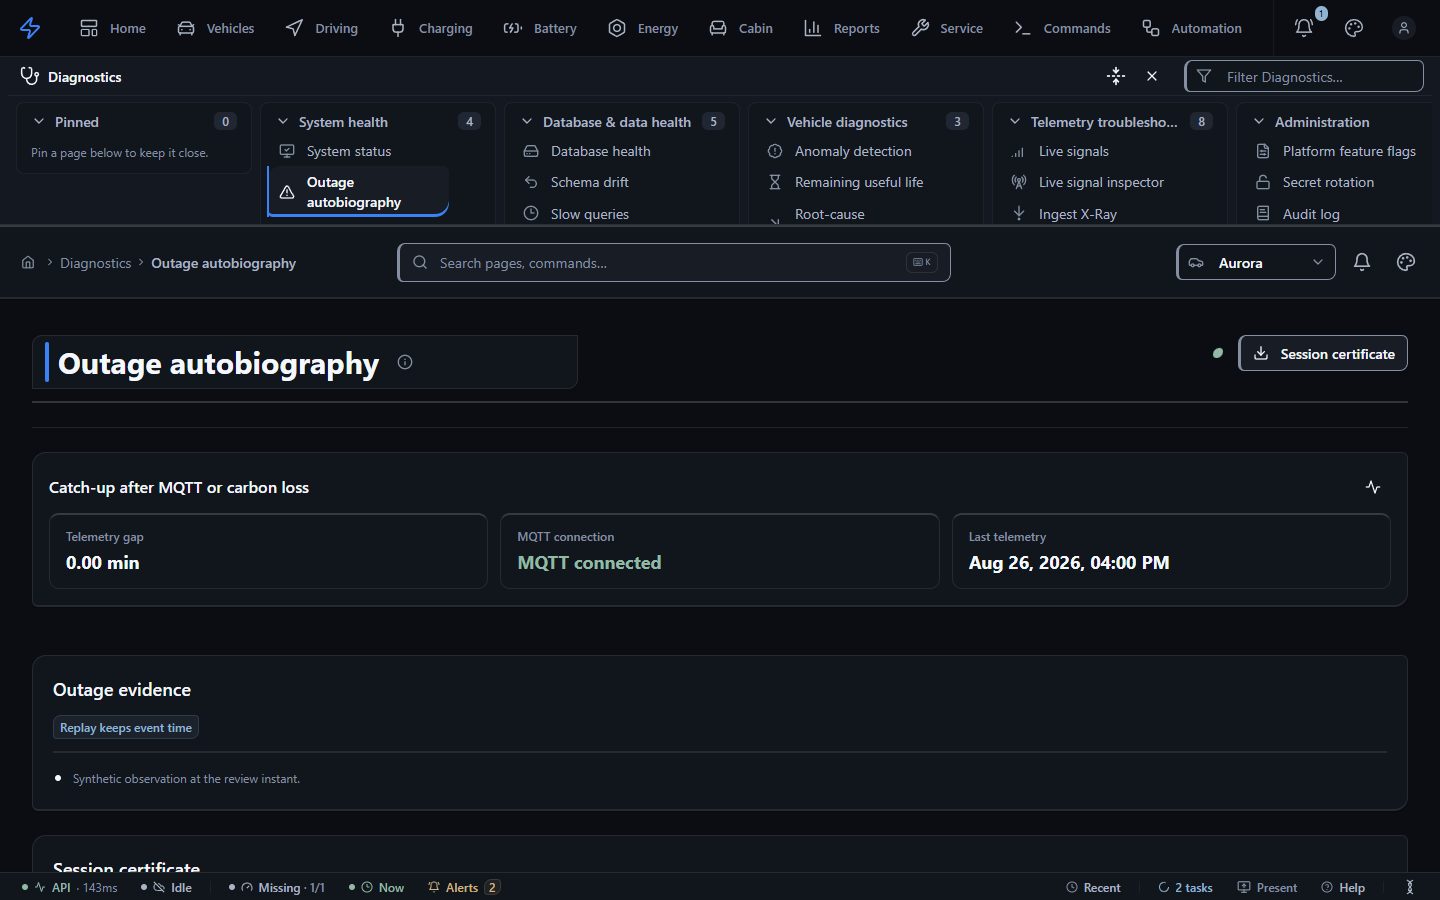 Home
Vehicles
Driving
Charging
Battery
Energy
Cabin
Reports
Service
Commands
Automation
1
Diagnostics
Filter Diagnostics...
Pinned 0
Pin a page below to keep it close.
System health 4
System status
Outage
autobiography
Database & data health 5
Database health
Schema drift
Slow queries
Vehicle diagnostics 3
Anomaly detection
Remaining useful life
Root-cause
Telemetry troublesho... 8
Live signals
Live signal inspector
Ingest X-Ray
Administration
Platform feature flags
Secret rotation
Audit log
Diagnostics
Outage autobiography
Search pages, commands...
K
Aurora
Outage autobiography
Session certificate
Catch-up after MQTT or carbon loss
Telemetry gap
0.00 min
MQTT connection
MQTT connected
Last telemetry
Aug 26, 2026, 04:00 PM
Outage evidence
Replay keeps event time
Synthetic observation at the review instant.
Session certificate
API · 143ms
Idle
Missing · 1/1
Now
Alerts 2
Recent
2 tasks
Present
Help